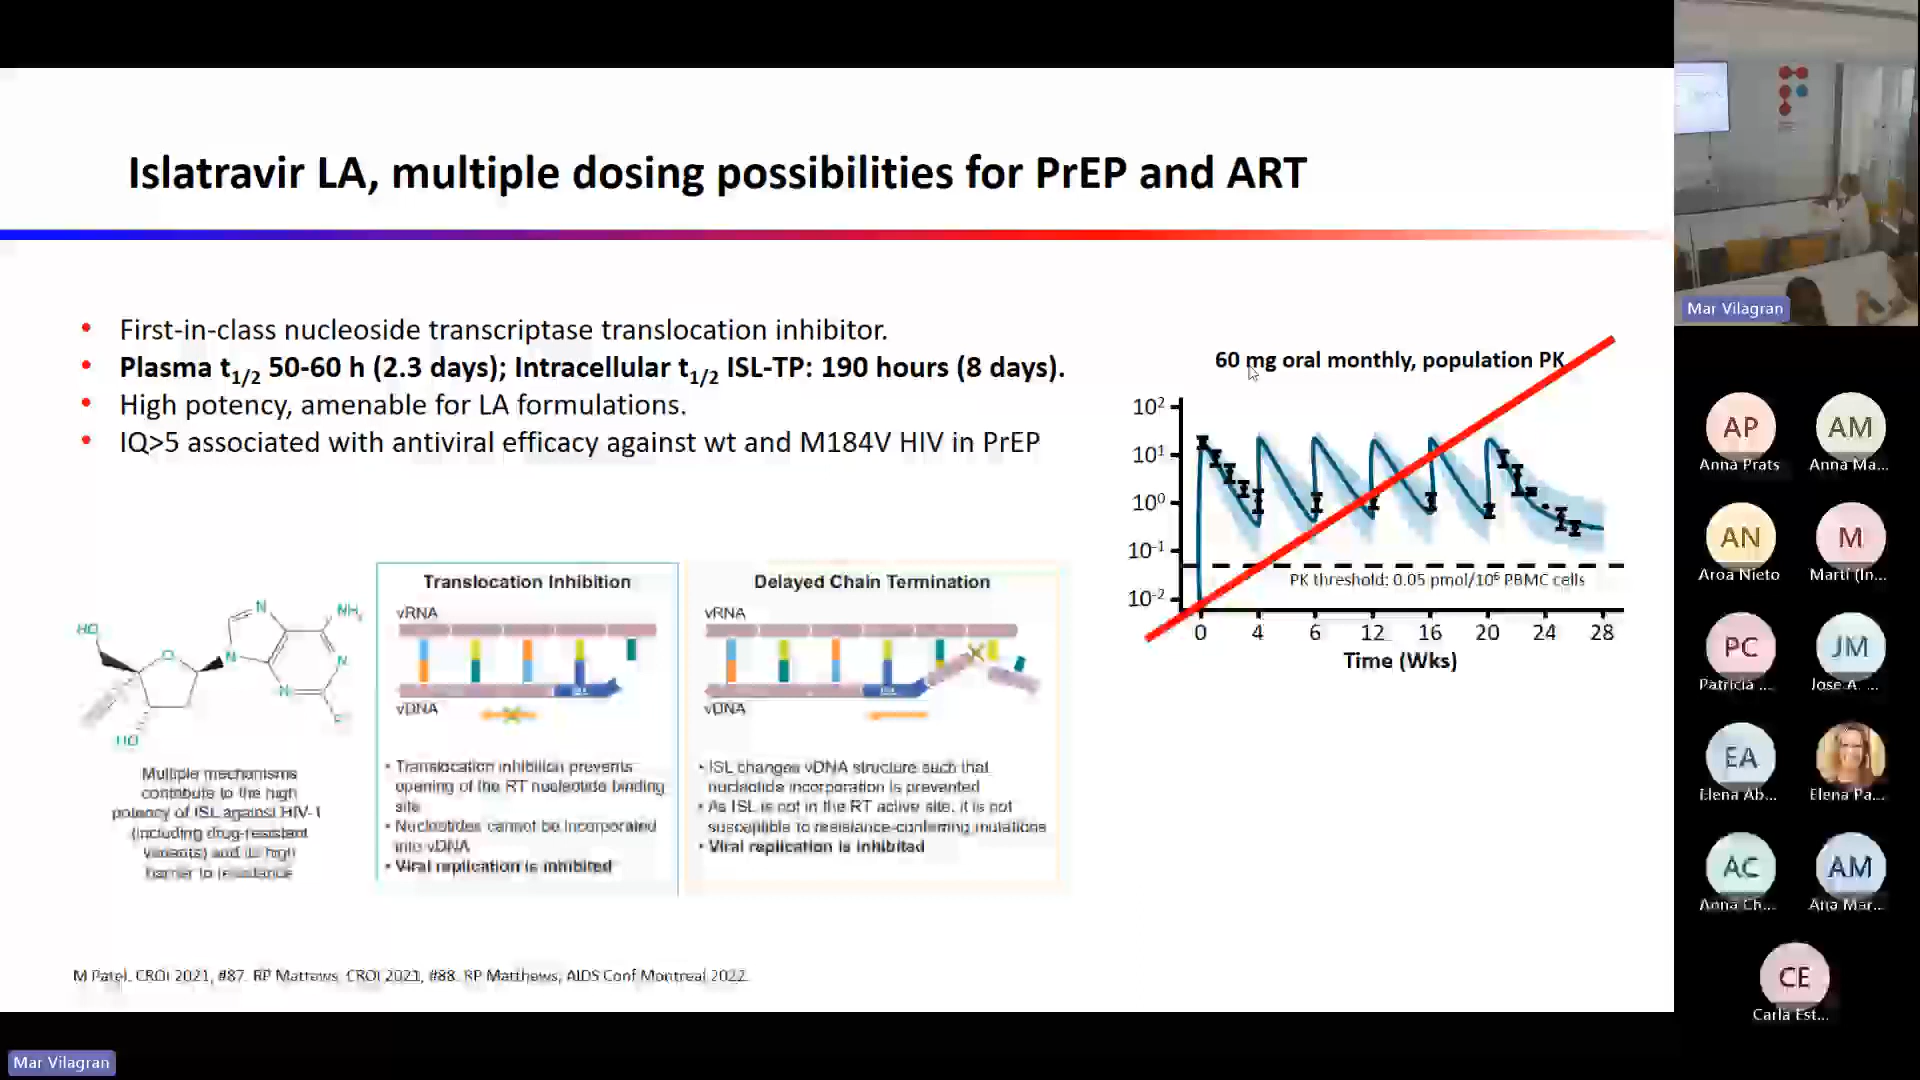 Islatravir LA, multiple dosing possibilities for PrEP and ART
• First-in-class nucleoside transcriptase translocation inhibitor.
• Plasma t1/2 50-60 h (2.3 days); Intracellular t1/2 ISL-TP: 190 hours (8 days).
• High potency, amenable for LA formulations.
• IQ>5 associated with antiviral efficacy against wt and M184V HIV in PrEP
60 mg oral monthly, population PK
10²
10¹
10⁰
10⁻¹
10⁻²
PK threshold: 0.05 pmol/10⁶ PBMC cells
0 4 6 12 16 20 24 28
Time (Wks)
HO
O
N
N
NH₂
N
N
F
HO
Multiple mechanisms
contribute to the high
potency of ISL against HIV-1
(including drug-resistant
variants) and its high
barrier to resistance
Translocation Inhibition
vRNA
ISL
vDNA
• Translocation inhibition prevents
opening of the RT nucleotide binding
site
• Nucleotides cannot be incorporated
into vDNA
• Viral replication is inhibited
Delayed Chain Termination
vRNA
ISL
vDNA
• ISL changes vDNA structure such that
nucleotide incorporation is prevented
• As ISL is not in the RT active site, it is not
susceptible to resistance-conferring mutations
• Viral replication is inhibited
M Patel, CROI 2021, #87. RP Mattews, CROI 2021, #88. RP Matthews, AIDS Conf Montreal 2022.
Mar Vilagran
Mar Vilagran
AP
Anna Prats
AM
Anna Ma...
AN
Aroa Nieto
M
Martí (In...
PC
Patricia ...
JM
Jose A. ...
EA
Elena Ab...
Elena Pa...
AC
Anna Ch...
AM
Ana Mar...
CE
Carla Est...